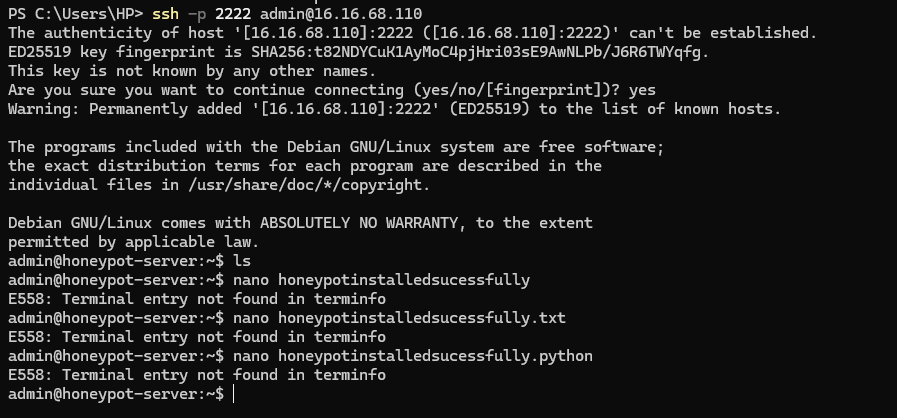 PS C:\Users\HP> ssh -p 2222 admin@16.16.68.110
The authenticity of host '[16.16.68.110]:2222 ([16.16.68.110]:2222)' can't be established.
ED25519 key fingerprint is SHA256:t82NDYCuK1AyMoC4pjHri03sE9AwNLPb/J6R6TWYqfg.
This key is not known by any other names.
Are you sure you want to continue connecting (yes/no/[fingerprint])? yes
Warning: Permanently added '[16.16.68.110]:2222' (ED25519) to the list of known hosts.

The programs included with the Debian GNU/Linux system are free software;
the exact distribution terms for each program are described in the
individual files in /usr/share/doc/*/copyright.

Debian GNU/Linux comes with ABSOLUTELY NO WARRANTY, to the extent
permitted by applicable law.
admin@honeypot-server:~$ ls
admin@honeypot-server:~$ nano honeypotinstalledsucessfully
E558: Terminal entry not found in terminfo
admin@honeypot-server:~$ nano honeypotinstalledsucessfully.txt
E558: Terminal entry not found in terminfo
admin@honeypot-server:~$ nano honeypotinstalledsucessfully.python
E558: Terminal entry not found in terminfo
admin@honeypot-server:~$